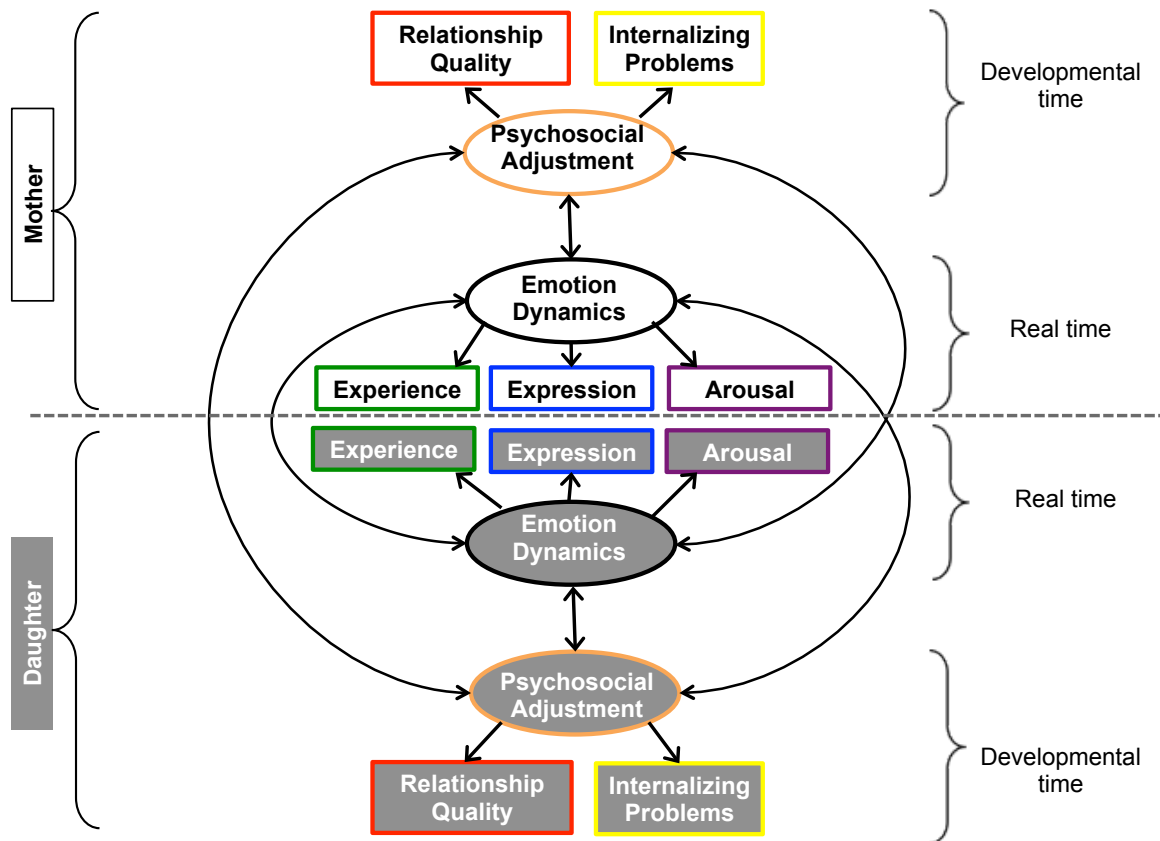 Relationship
Quality
Internalizing
Problems
Developmental
time
Psychosocial
Adjustment
Mother
Emotion
Dynamics
Real time
Experience
Expression
Arousal
Experience
Expression
Arousal
Real time
Emotion
Dynamics
Daughter
Psychosocial
Adjustment
Relationship
Quality
Internalizing
Problems
Developmental
time